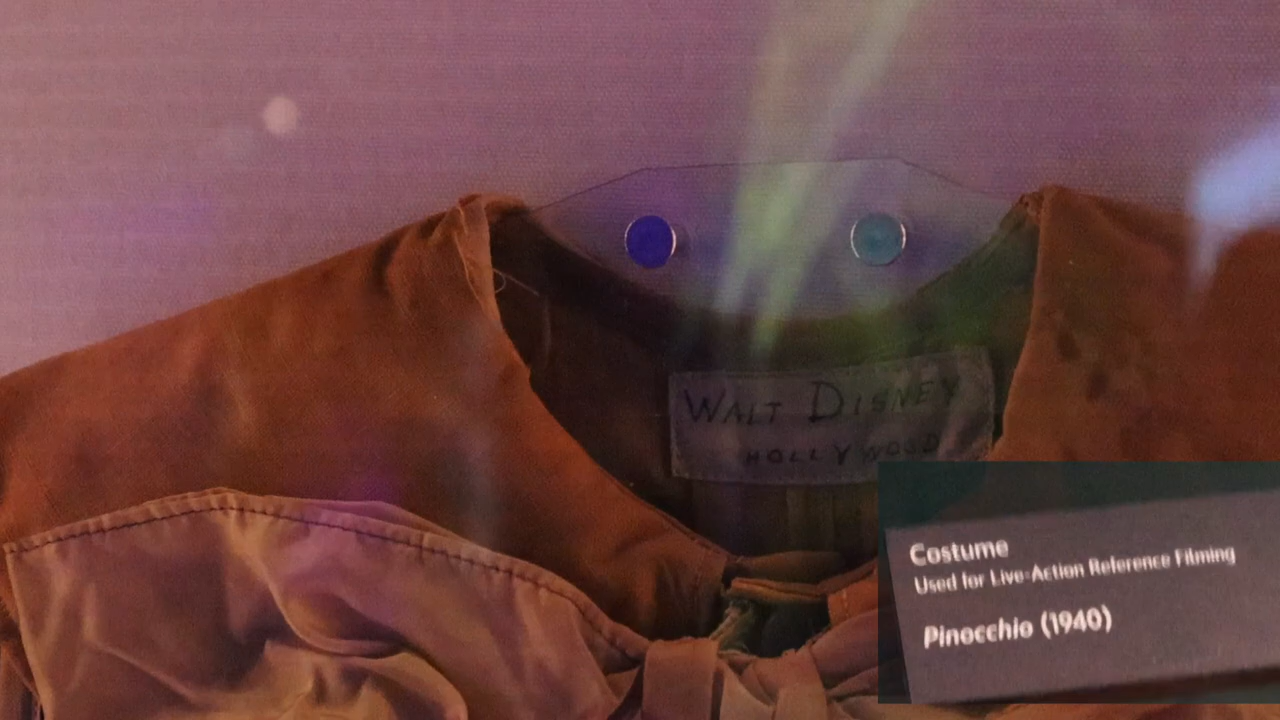 WALT DISNEY
HOLLYWOOD
Costume
Used for Live-Action Reference Filming
Pinocchio (1940)